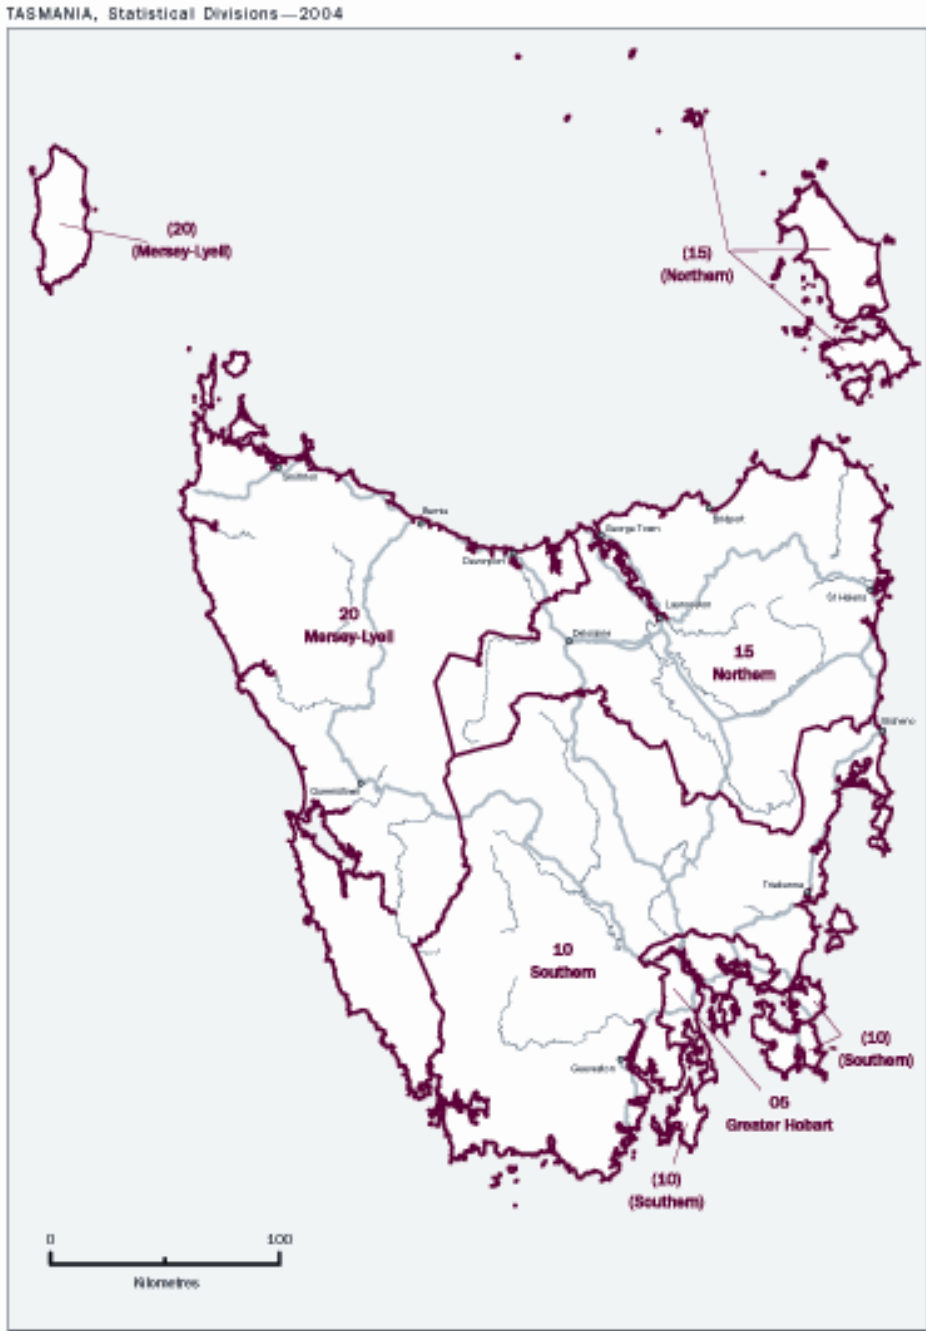 TASMANIA, Statistical Divisions—2004
(20)
(Mersey-Lyell)
(15)
(Northern)
Smithton
Burnie
Devonport
George Town
Bridport
Launceston
Deloraine
St Helens
20
Mersey-Lyell
15
Northern
Bicheno
Queenstown
Triabunna
10
Southern
Geeveston
(10)
(Southern)
05
Greater Hobart
(10)
(Southern)
0 100
Kilometres